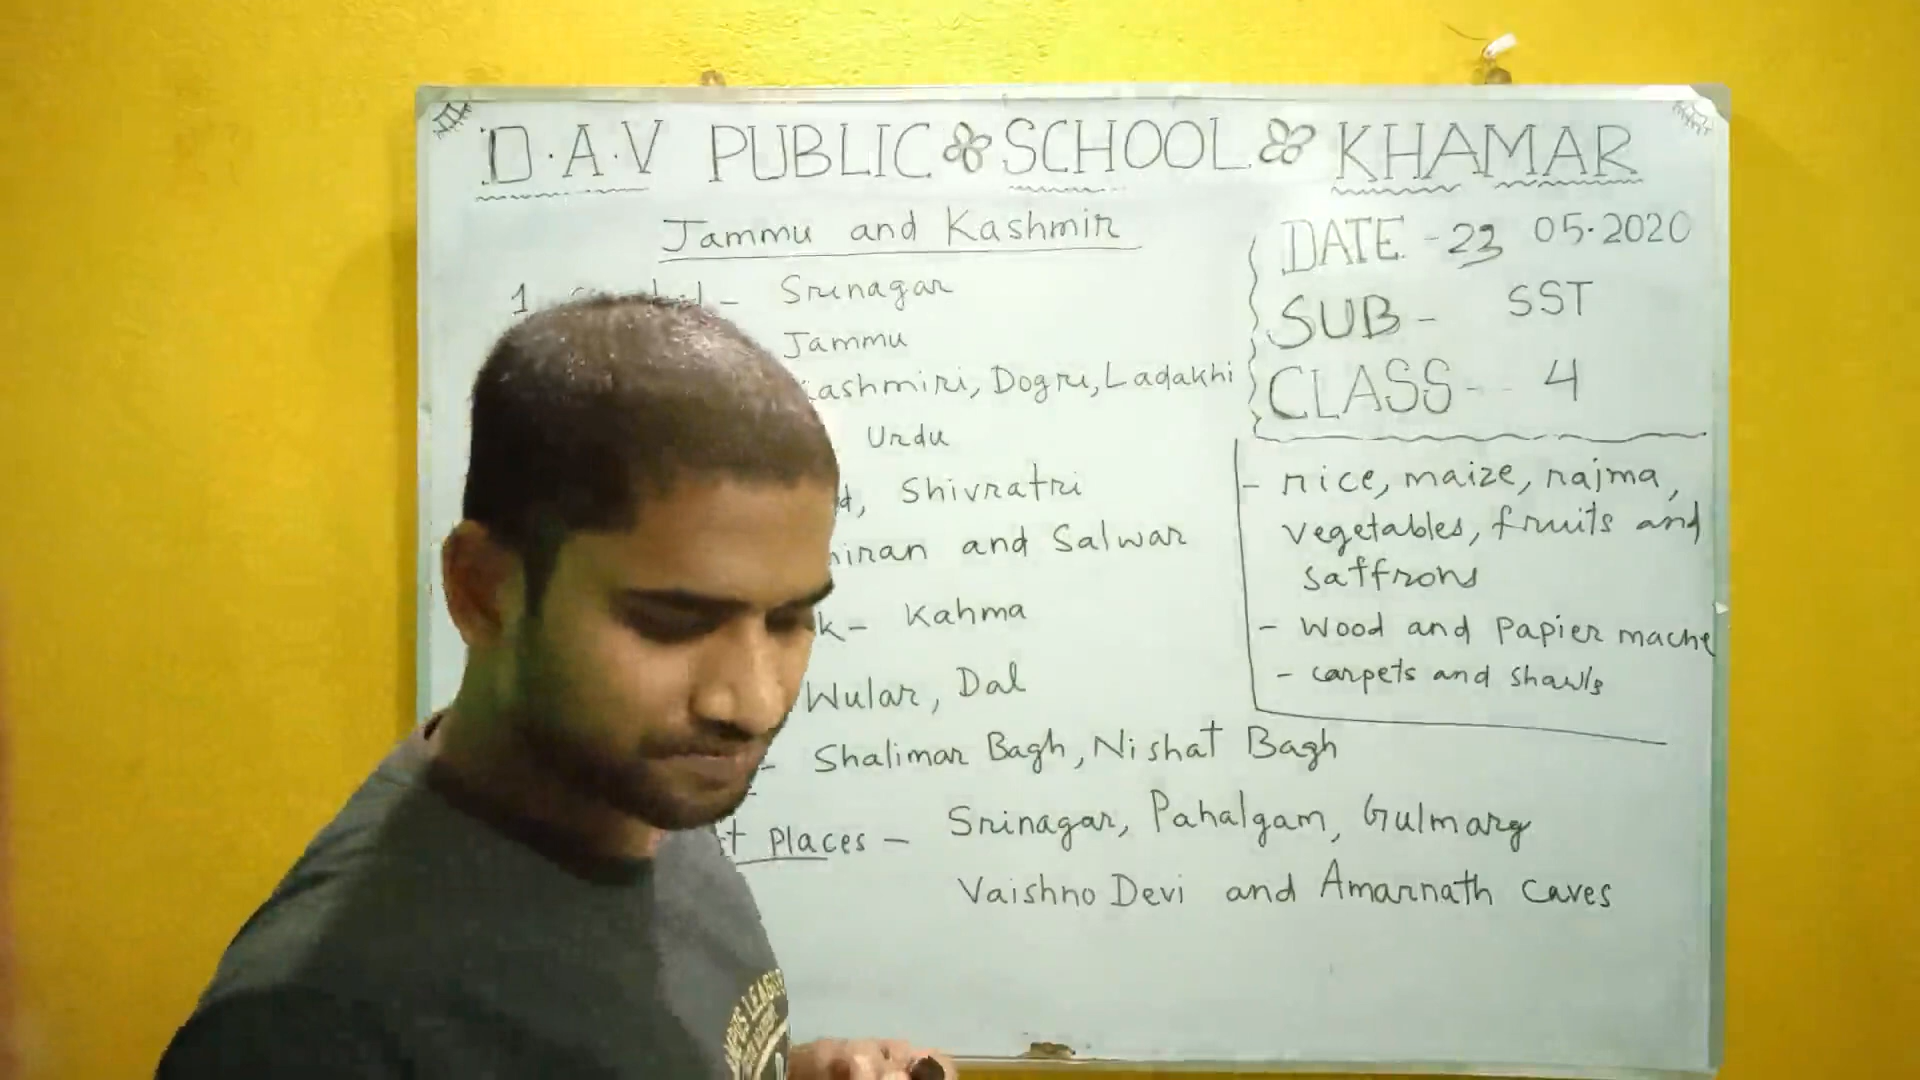 D.A.V PUBLIC SCHOOL KHAMAR
Jammu and Kashmir
DATE - 23 05.2020
SUB - SST
CLASS - 4
1 - Srinagar
Jammu
Kashmiri, Dogri, Ladakhi
Urdu
d, Shivratri
hiran and Salwar
k - Kahma
Wular, Dal
- Shalimar Bagh, Nishat Bagh
st Places - Srinagar, Pahalgam, Gulmarg
Vaishno Devi and Amarnath caves
- rice, maize, rajma,
vegetables, fruits and
saffrons
- Wood and Papier mache
- carpets and shawls